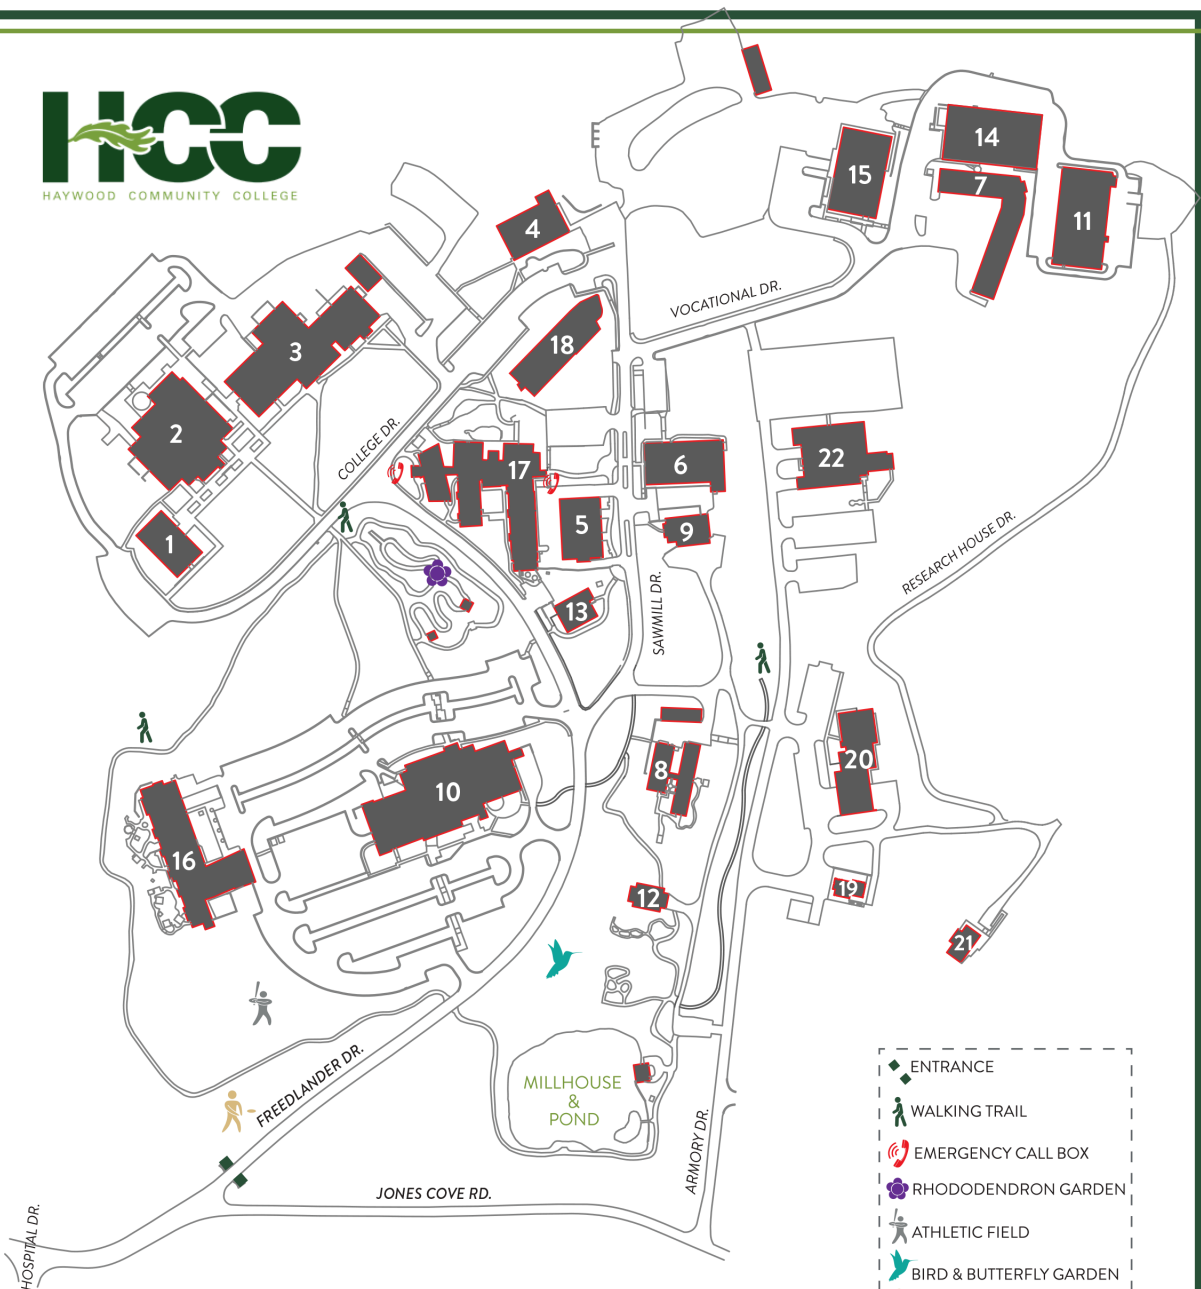 HCC
HAYWOOD COMMUNITY COLLEGE
14
15
7
11
4
VOCATIONAL DR.
18
3
2
COLLEGE DR.
17
6
22
5
9
1
RESEARCH HOUSE DR.
13
SAWMILL DR.
20
8
10
16
19
12
21
FREEDLANDER DR.
MILLHOUSE
&
POND
ARMORY DR.
JONES COVE RD.
HOSPITAL DR.
ENTRANCE
WALKING TRAIL
EMERGENCY CALL BOX
RHODODENDRON GARDEN
ATHLETIC FIELD
BIRD & BUTTERFLY GARDEN